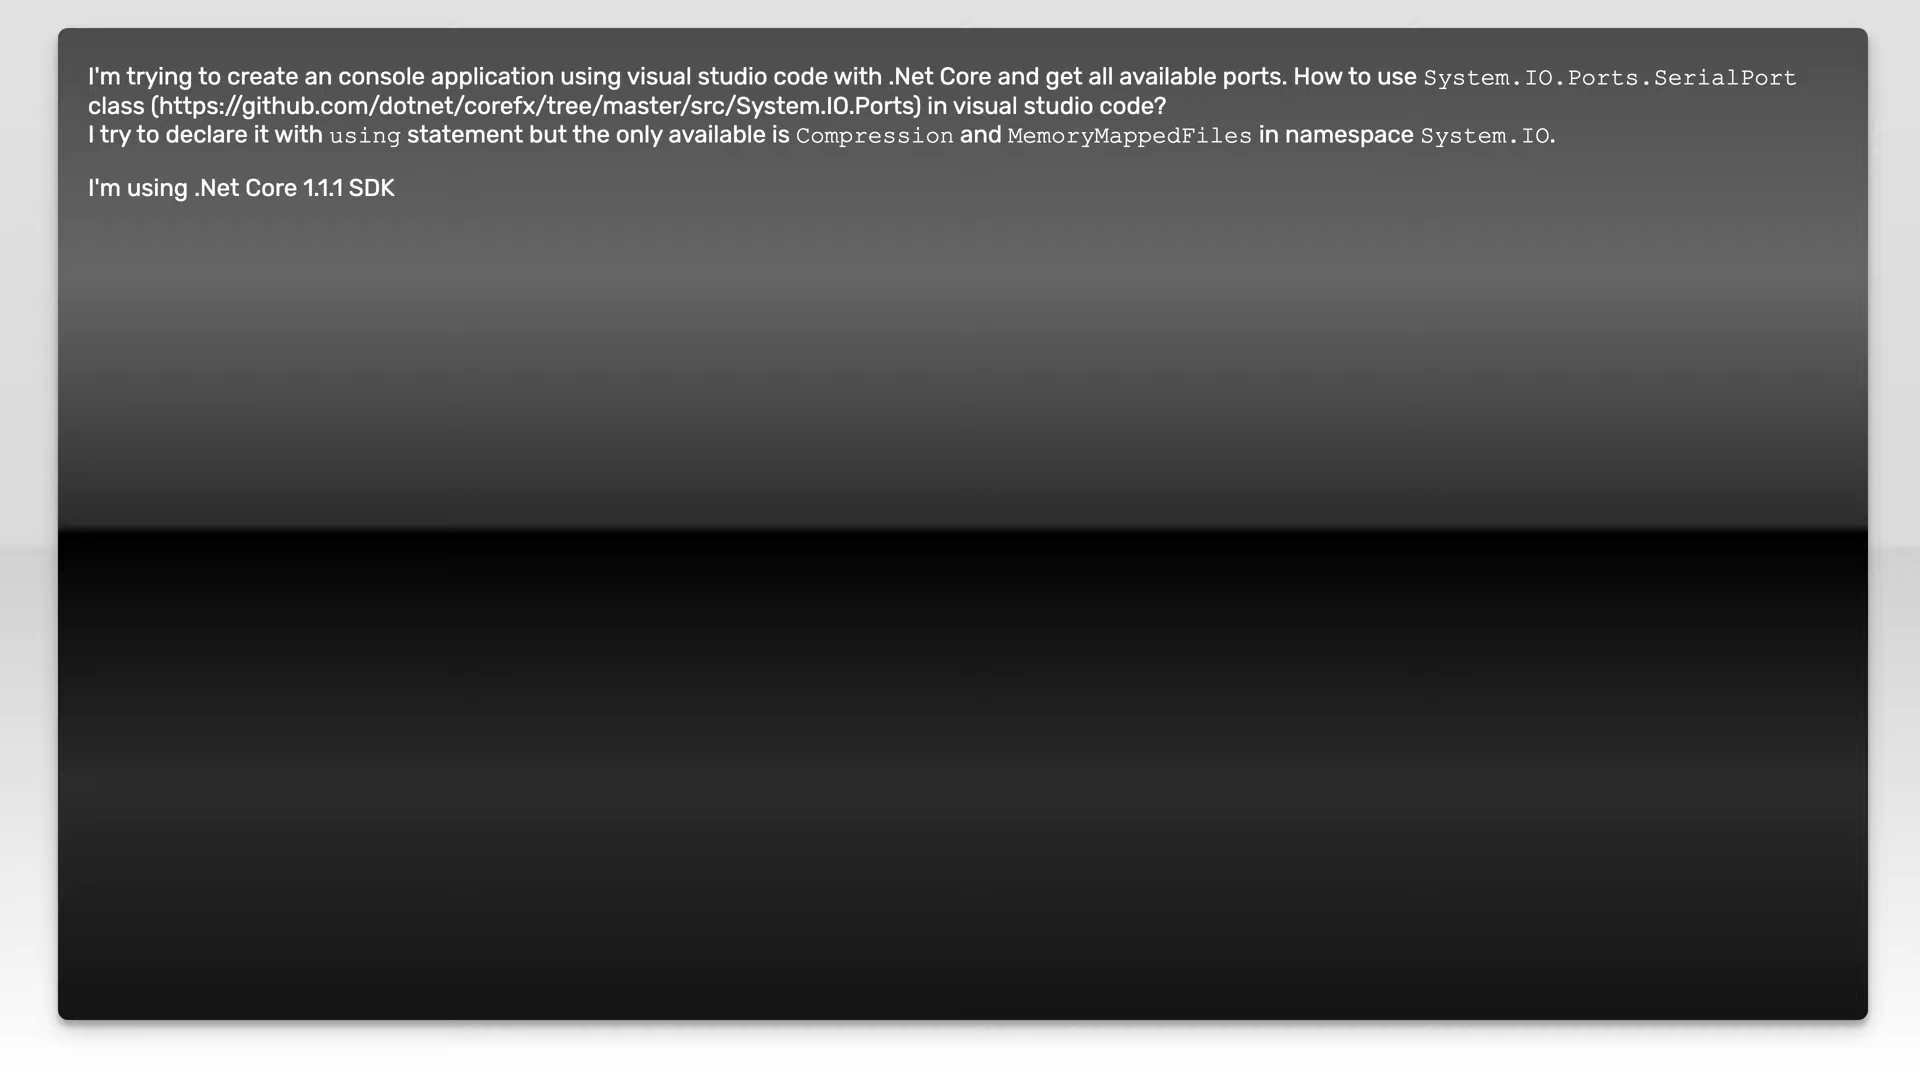 I'm trying to create an console application using visual studio code with .Net Core and get all available ports. How to use System.IO.Ports.SerialPort
class (https://github.com/dotnet/corefx/tree/master/src/System.IO.Ports) in visual studio code?
I try to declare it with using statement but the only available is Compression and MemoryMappedFiles in namespace System.IO.
I'm using .Net Core 1.1.1 SDK